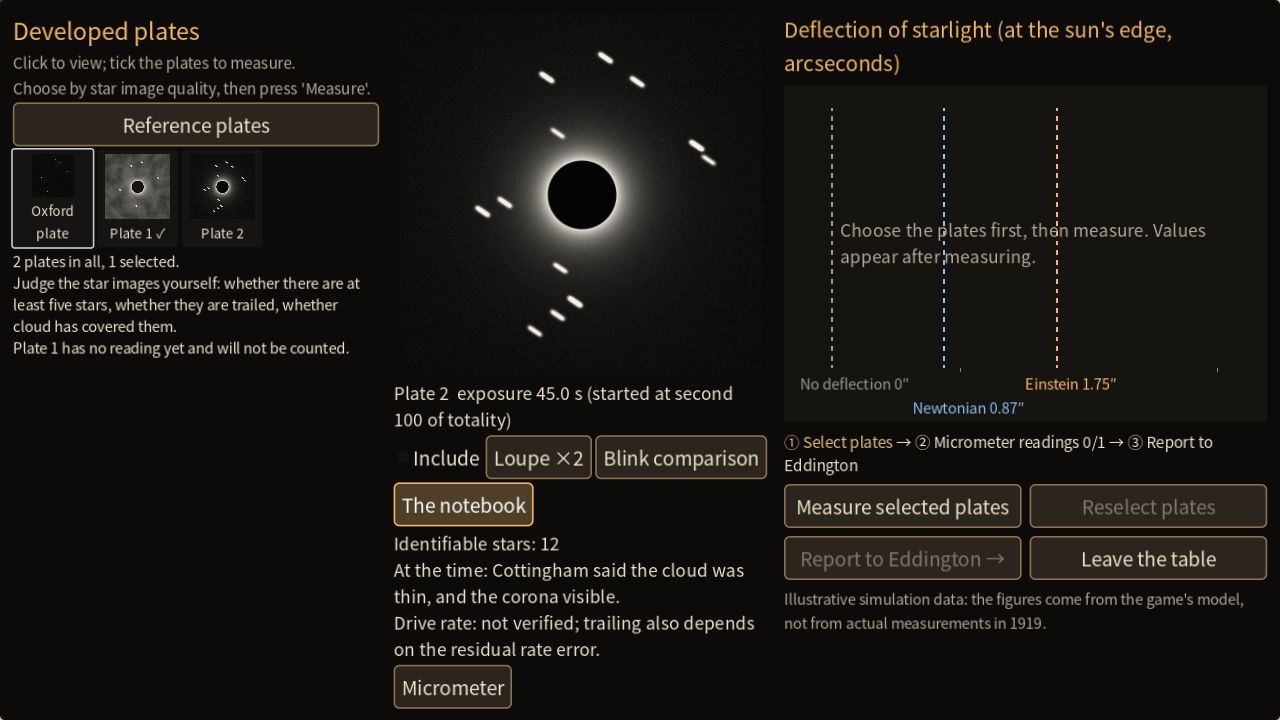 Developed plates
Click to view; tick the plates to measure.
Choose by star image quality, then press 'Measure'.
Reference plates
Oxford
plate
Plate 1 ✓
Plate 2
2 plates in all, 1 selected.
Judge the star images yourself: whether there are at
least five stars, whether they are trailed, whether
cloud has covered them.
Plate 1 has no reading yet and will not be counted.
Plate 2  exposure 45.0 s (started at second
100 of totality)
Include
Loupe ×2
Blink comparison
The notebook
Identifiable stars: 12
At the time: Cottingham said the cloud was
thin, and the corona visible.
Drive rate: not verified; trailing also depends
on the residual rate error.
Micrometer
Deflection of starlight (at the sun's edge,
arcseconds)
Choose the plates first, then measure. Values
appear after measuring.
No deflection 0″
Einstein 1.75″
Newtonian 0.87″
① Select plates → ② Micrometer readings 0/1 → ③ Report to
Eddington
Measure selected plates
Reselect plates
Report to Eddington →
Leave the table
Illustrative simulation data: the figures come from the game's model,
not from actual measurements in 1919.